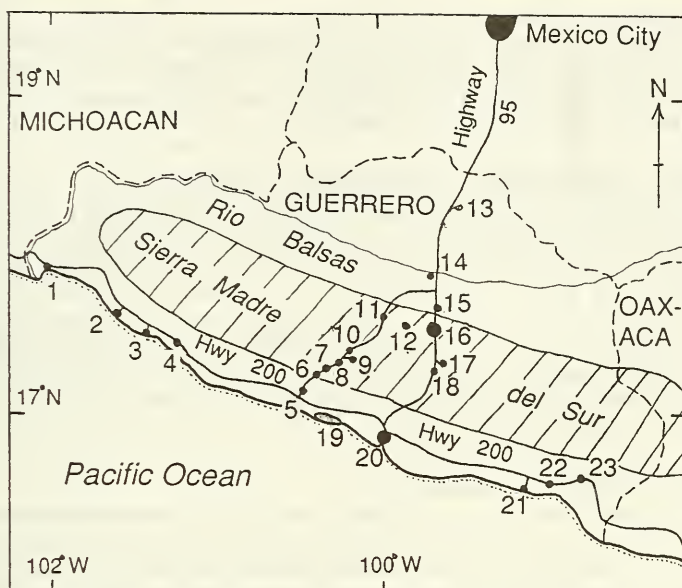 Mexico City
19°N
MICHOACAN
Highway
95
N
GUERRERO
13
Rio Balsas
14
Sierra Madre
1
11
15
OAX-
ACA
2
10
12
16
3
7
9
17
4
Hwy 200
6
8
18
del Sur
17°N
5
19
20
Hwy 200
22
23
Pacific Ocean
21
102°W
100°W